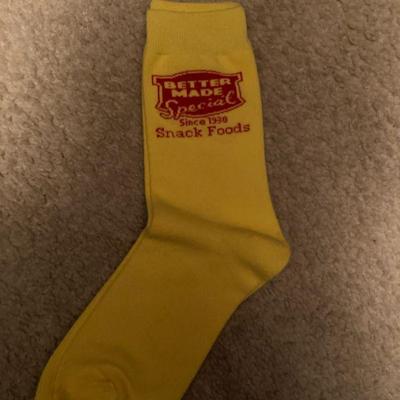 BETTER
MADE
Special
Since 1930
Snack Foods